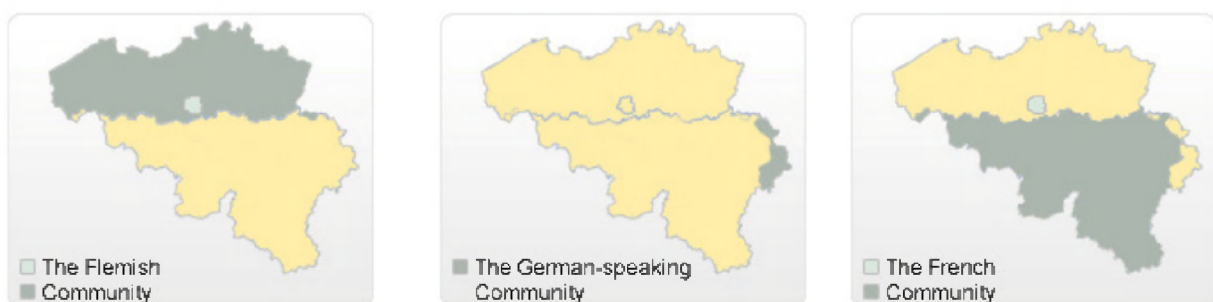 The Flemish
Community
The German-speaking
Community
The French
Community